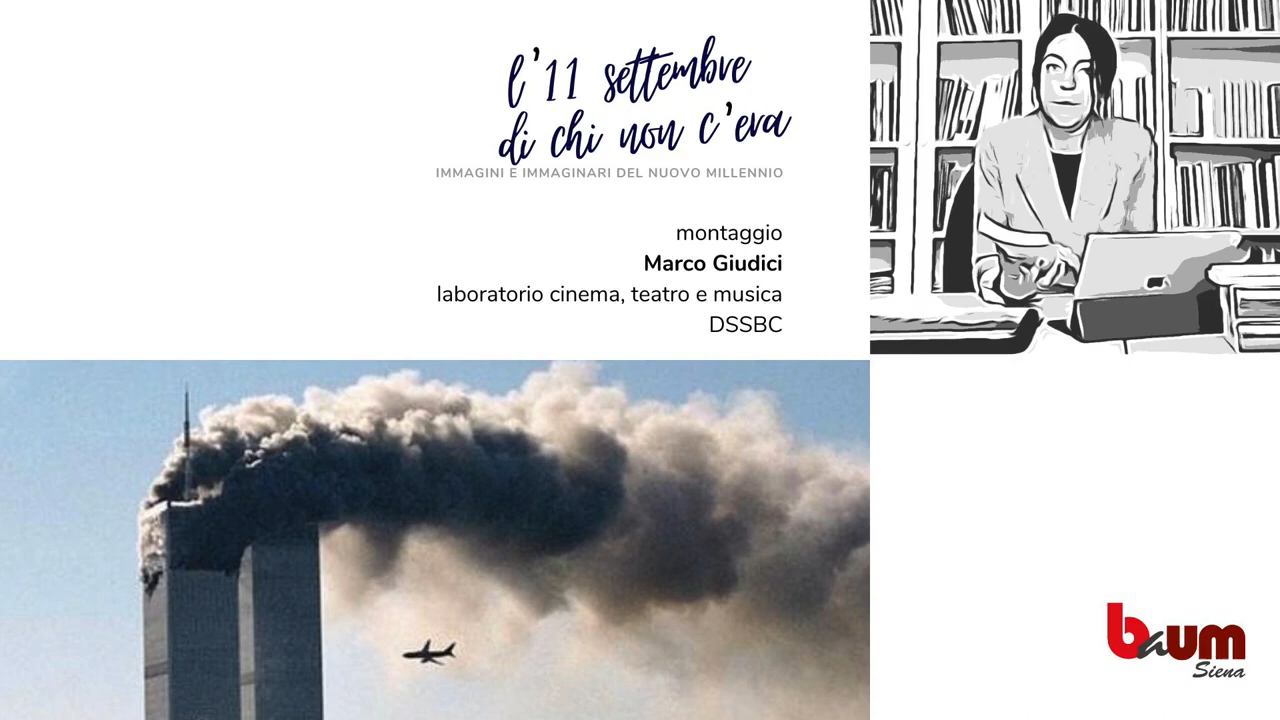 l'11 settembre
di chi non c'era
IMMAGINI E IMMAGINARI DEL NUOVO MILLENNIO
montaggio
Marco Giudici
laboratorio cinema, teatro e musica
DSSBC
baum
Siena